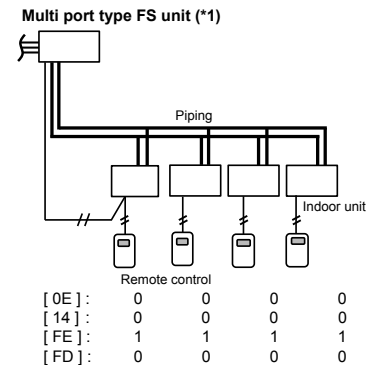 Multi port type FS unit (*1)
Piping
Indoor unit
Remote control
[ 0E ] : 0 0 0 0
[ 14 ] : 0 0 0 0
[ FE ] : 1 1 1 1
[ FD ] : 0 0 0 0